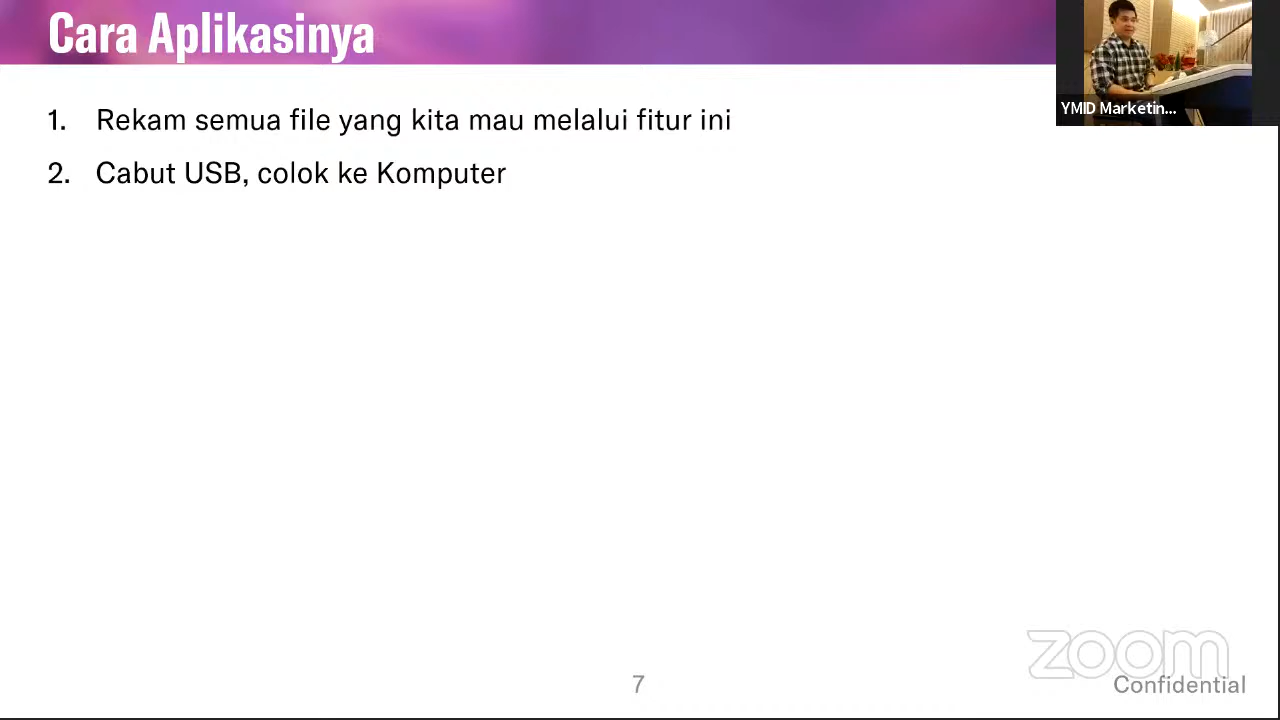 Cara Aplikasinya
YMID Marketin...
1. Rekam semua file yang kita mau melalui fitur ini
2. Cabut USB, colok ke Komputer
zoom
7
Confidential